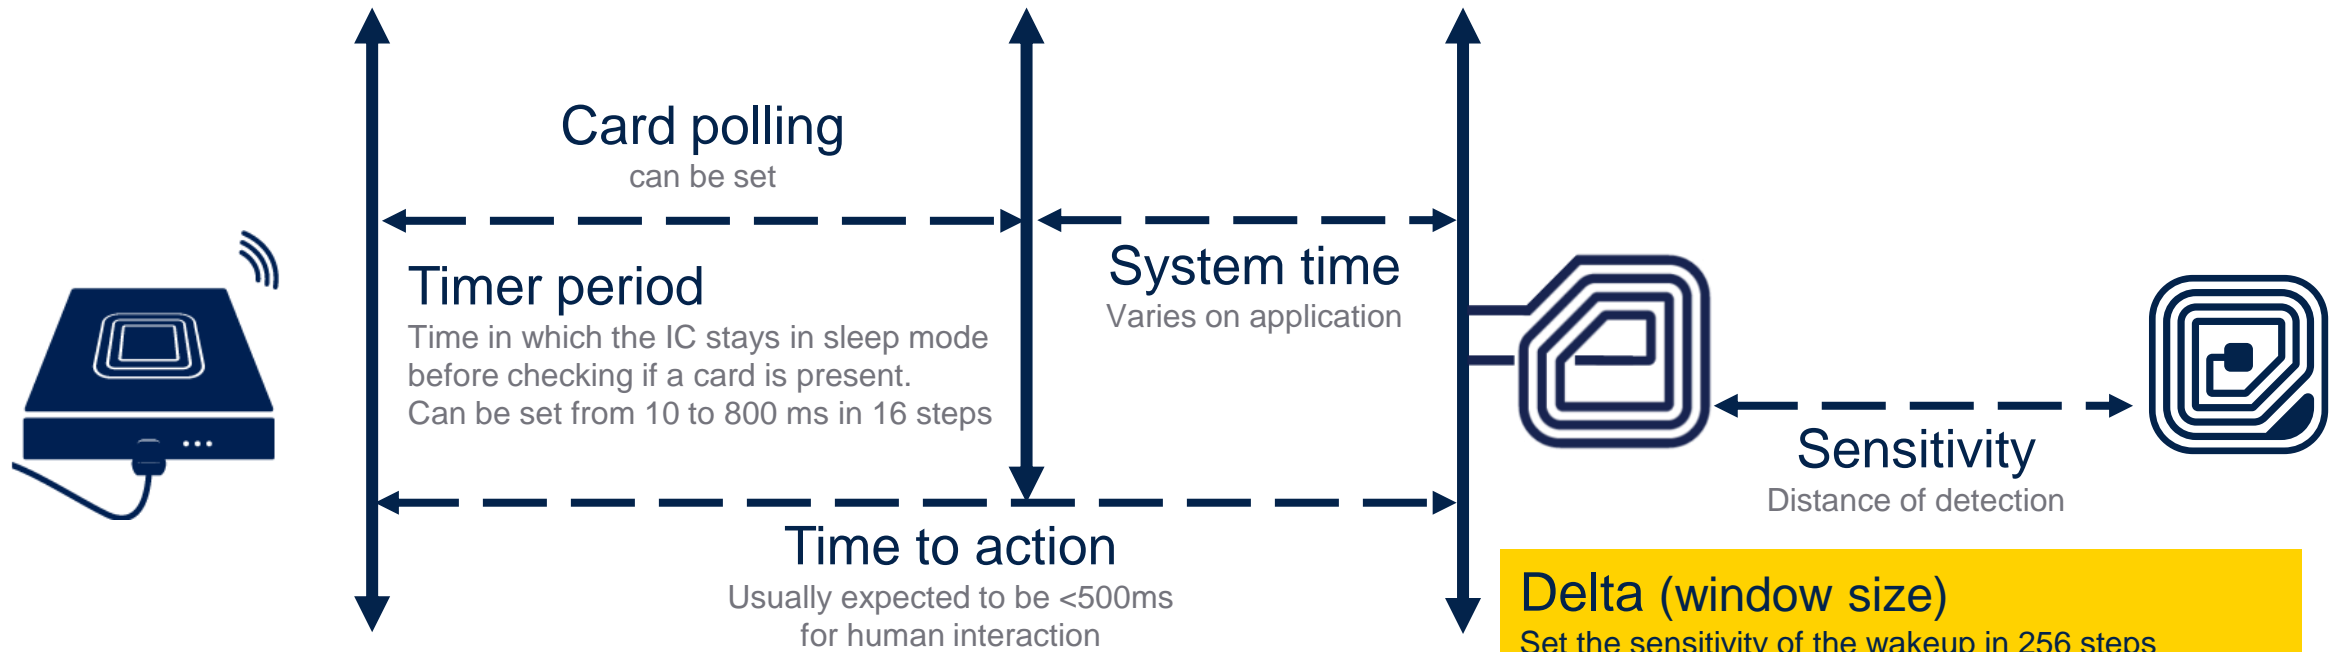 Card polling
can be set
Timer period
Time in which the IC stays in sleep mode
before checking if a card is present.
Can be set from 10 to 800 ms in 16 steps
System time
Varies on application
Time to action
Usually expected to be <500ms
for human interaction
Sensitivity
Distance of detection
Delta (window size)
Set the sensitivity of the wakeup in 256 steps